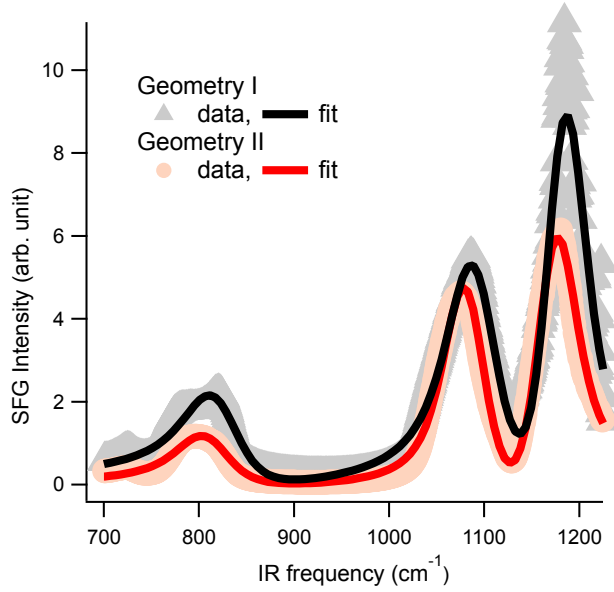 10
8
6
4
2
0
SFG Intensity (arb. unit)
Geometry I
data, fit
Geometry II
data, fit
700 800 900 1000 1100 1200
IR frequency (cm⁻¹)